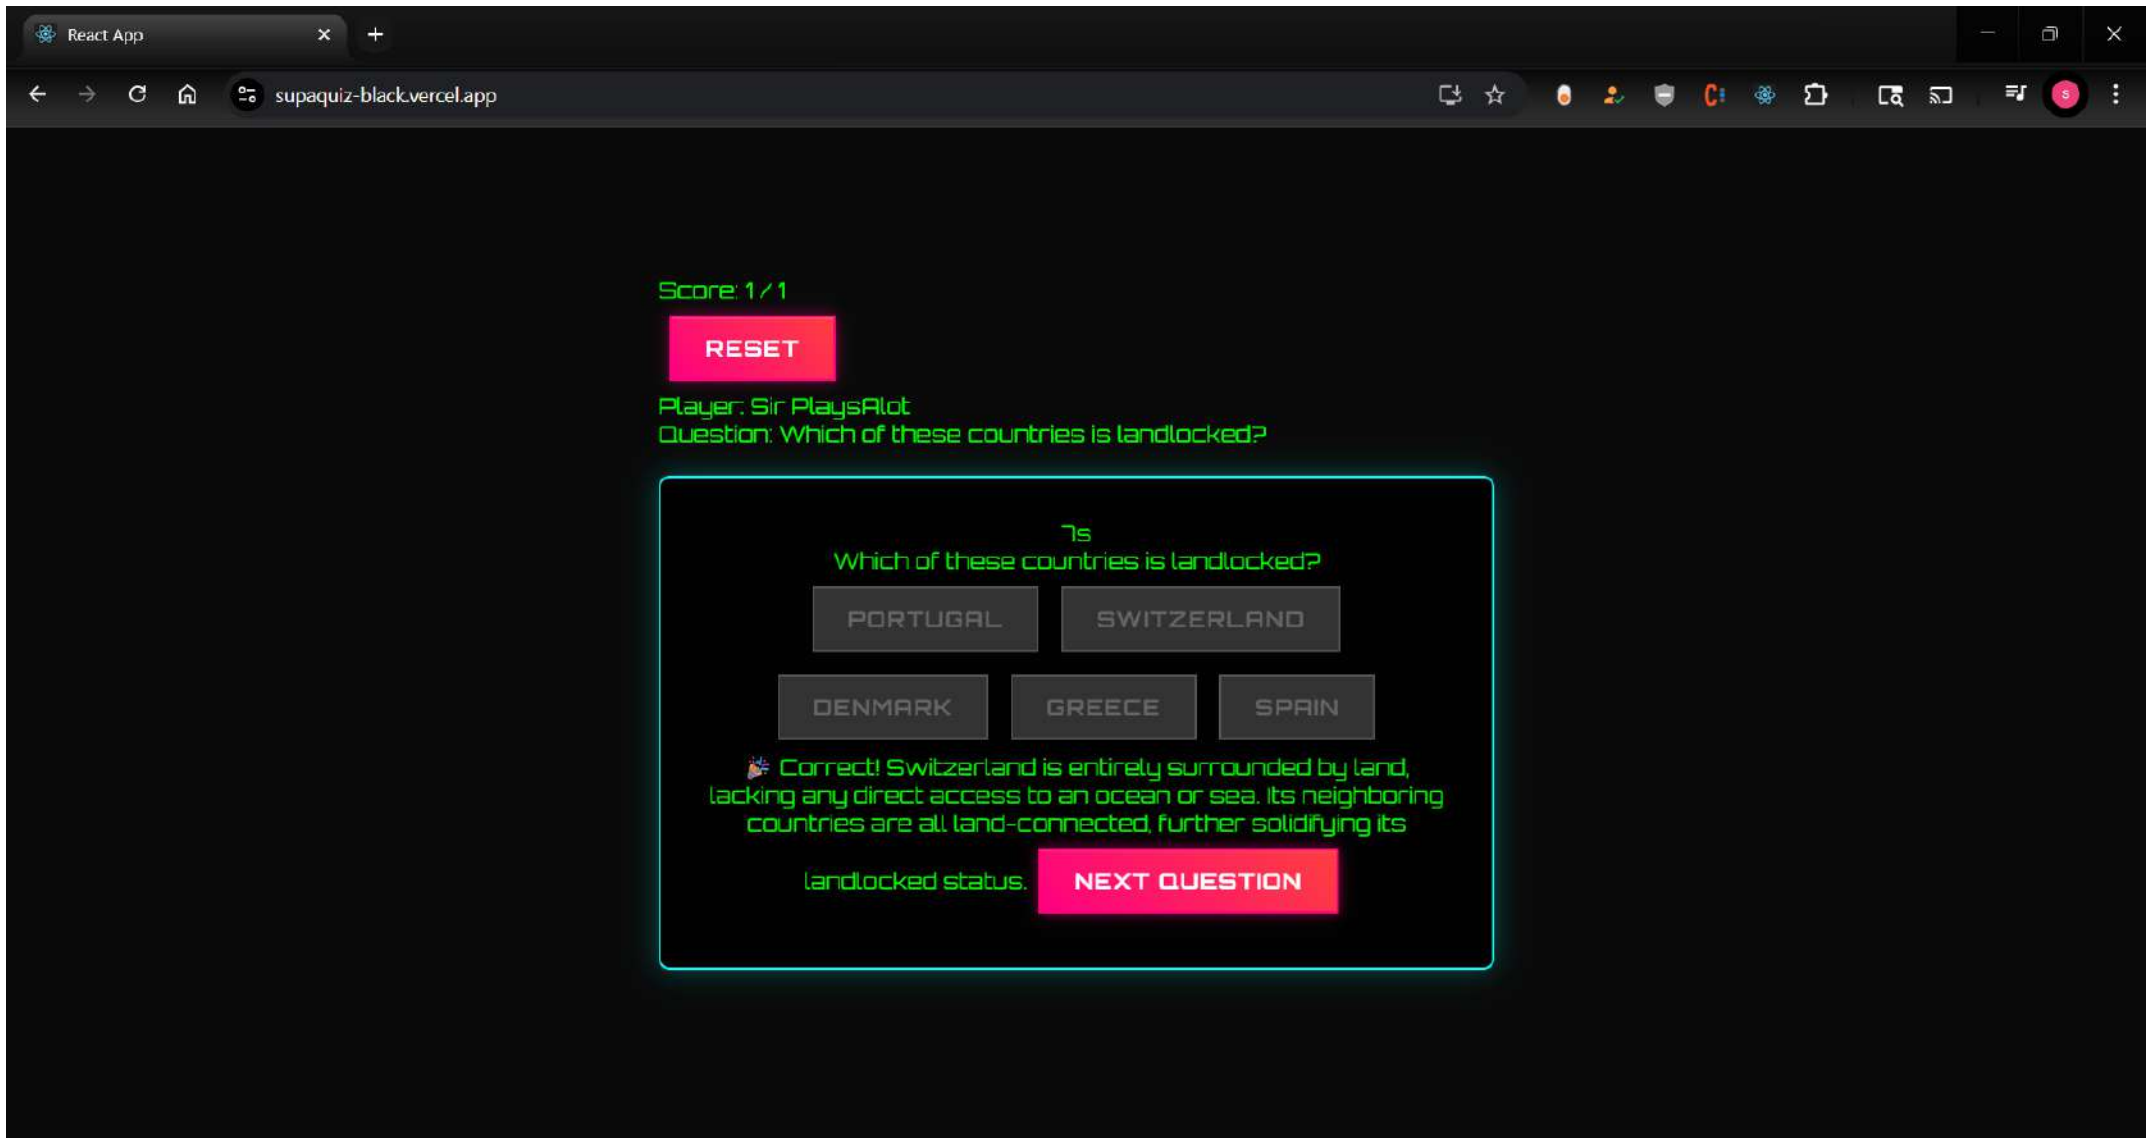 React App
supaquiz-black.vercel.app
S
Score: 1 / 1
RESET
Player: Sir PlaysAlot
Question: Which of these countries is landlocked?
7s
Which of these countries is landlocked?
PORTUGAL SWITZERLAND
DENMARK GREECE SPAIN
🎉 Correct! Switzerland is entirely surrounded by land,
lacking any direct access to an ocean or sea. Its neighboring
countries are all land-connected, further solidifying its
landlocked status. NEXT QUESTION